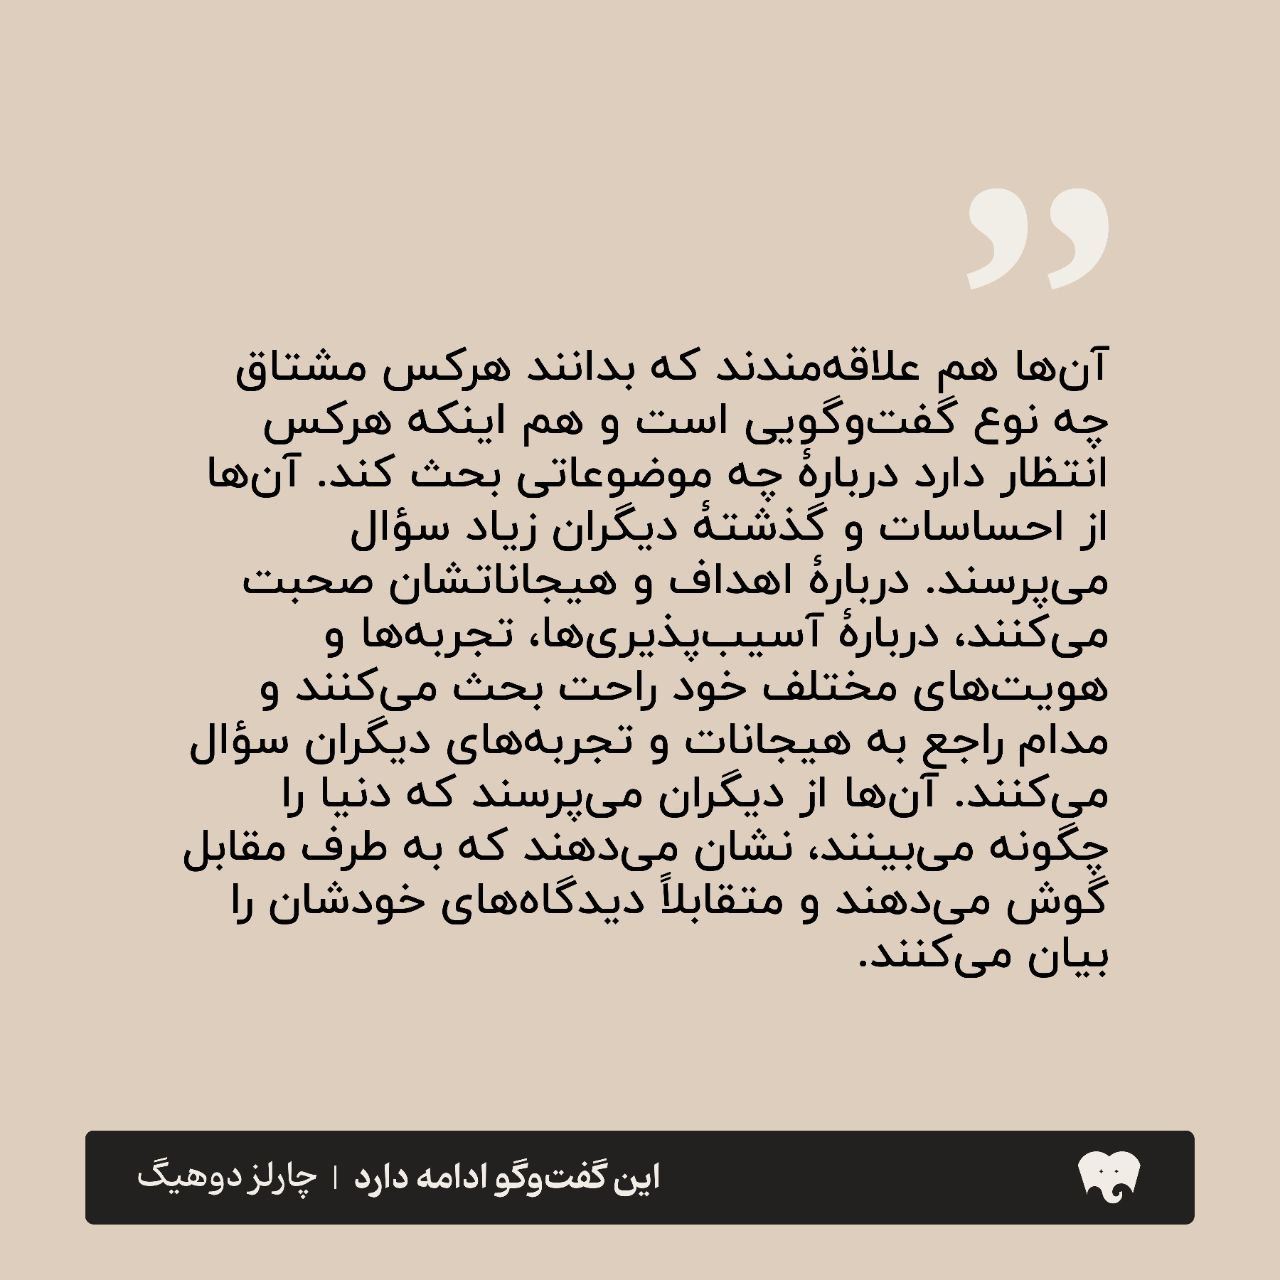 آن‌ها هم علاقه‌مندند که بدانند هرکس مشتاق
چه نوع گفت‌وگویی است و هم اینکه هرکس
انتظار دارد دربارهٔ چه موضوعاتی بحث کند. آن‌ها
از احساسات و گذشتهٔ دیگران زیاد سؤال
می‌پرسند. دربارهٔ اهداف و هیجاناتشان صحبت
می‌کنند، دربارهٔ آسیب‌پذیری‌ها، تجربه‌ها و
هویت‌های مختلف خود راحت بحث می‌کنند و
مدام راجع به هیجانات و تجربه‌های دیگران سؤال
می‌کنند. آن‌ها از دیگران می‌پرسند که دنیا را
چگونه می‌بینند، نشان می‌دهند که به طرف مقابل
گوش می‌دهند و متقابلاً دیدگاه‌های خودشان را
بیان می‌کنند.
این گفت‌وگو ادامه دارد | چارلز دوهیگ